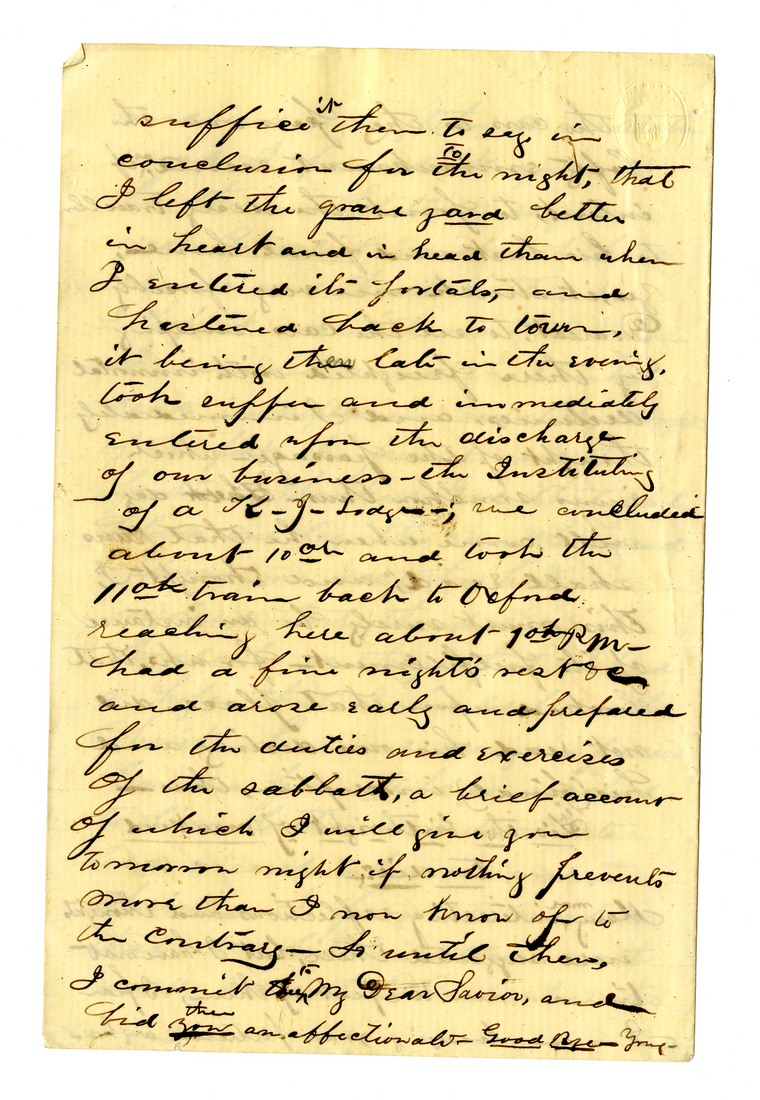 suffice it then to say in
conclusion for to the night, that
I left the grave yard better
in heart and in head than when
I entered its portals, and
hastened back to town,
it being then late in the evening,
took supper and immediately
entered upon the discharge
of our business - the Instituting
of a K-J- Lodge-; we concluded
about 10 o'c and took the
11 o'c train back to Oxford
reaching here about 1 o'c P.M-
had a fine night's rest &c
and arose early and prepared
for the duties and exercises
of the sabbath, a brief account
of which I will give you
tomorrow night if nothing prevents
more than I now know of to
the contrary - So until then,
I commit to My Dear Savior, and
bid thee you an affectionate - Good Bye - Yours-